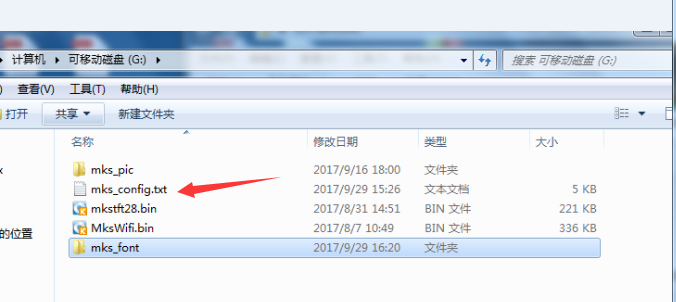 计算机 ▸ 可移动磁盘 (G:) ▸
搜索 可移动磁盘 (G:)
) 查看(V) 工具(T) 帮助(H)
打开 共享 新建文件夹
名称 修改日期 类型 大小
mks_pic 2017/9/16 18:00 文件夹
mks_config.txt 2017/9/29 15:26 文本文档 5 KB
mkstft28.bin 2017/8/31 14:51 BIN 文件 221 KB
MksWifi.bin 2017/8/7 10:49 BIN 文件 336 KB
的位置
mks_font 2017/9/29 16:20 文件夹